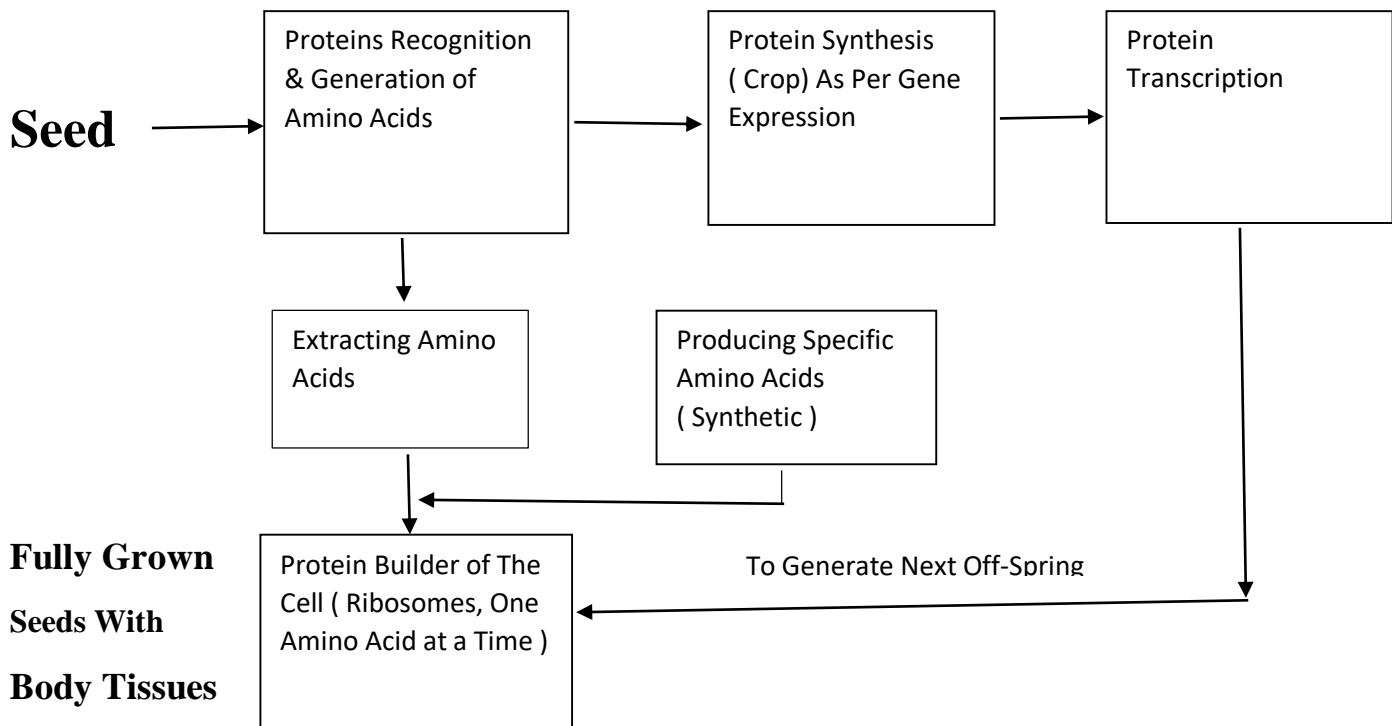 Seed
Proteins Recognition
& Generation of
Amino Acids
Protein Synthesis
( Crop) As Per Gene
Expression
Protein
Transcription
Extracting Amino
Acids
Producing Specific
Amino Acids
( Synthetic )
Fully Grown
Seeds With
Body Tissues
Protein Builder of The
Cell ( Ribosomes, One
Amino Acid at a Time )
To Generate Next Off-Spring